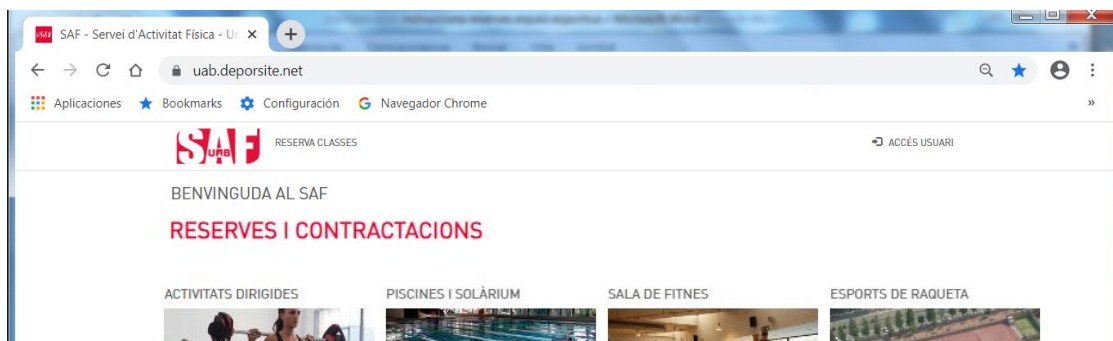 SAF - Servei d'Activitat Física - Un
uab.deporsite.net
Aplicaciones Bookmarks Configuración G Navegador Chrome »
SAF UAB RESERVA CLASSES ACCÉS USUARI
BENVINGUDA AL SAF
RESERVES I CONTRACTACIONS
ACTIVITATS DIRIGIDES PISCINES I SOLÀRIUM SALA DE FITNES ESPORTS DE RAQUETA